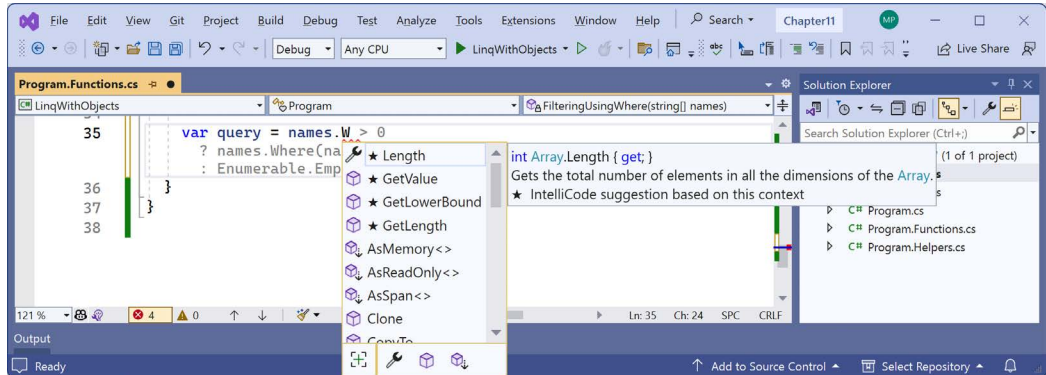 File Edit View Git Project Build Debug Test Analyze Tools Extensions Window Help Search Chapter11 MP
Debug Any CPU LinqWithObjects Live Share
Program.Functions.cs
LinqWithObjects Program FilteringUsingWhere(string[] names)
Solution Explorer
Search Solution Explorer (Ctrl+;)
35 var query = names.W > 0
? names.Where(na
: Enumerable.Emp
36 }
37 }
38
★ Length
★ GetValue
★ GetLowerBound
★ GetLength
AsMemory<>
AsReadOnly<>
AsSpan<>
Clone
CopyTo
int Array.Length { get; }
Gets the total number of elements in all the dimensions of the Array.
★ IntelliCode suggestion based on this context
(1 of 1 project)
C# Program.cs
C# Program.Functions.cs
C# Program.Helpers.cs
121 % 4 0 Ln: 35 Ch: 24 SPC CRLF
Output
Ready Add to Source Control Select Repository